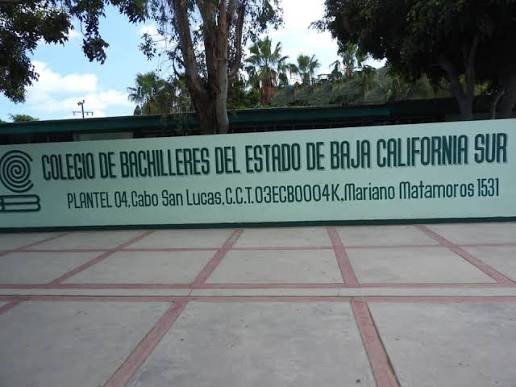 COLEGIO DE BACHILLERES DEL ESTADO DE BAJA CALIFORNIA SUR
PLANTEL 04,Cabo San Lucas,C.C.T.03ECB0004K,Mariano Matamoros 1531